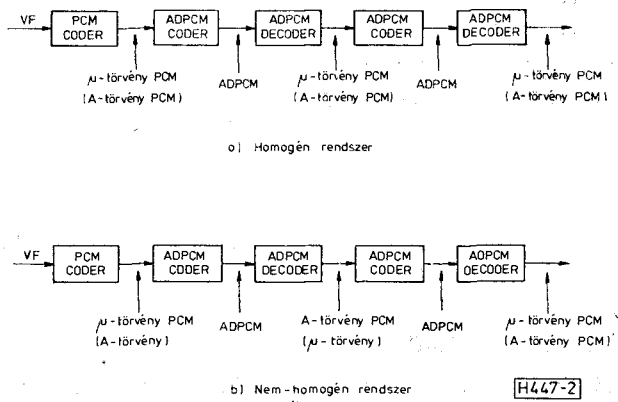 VF
PCM CODER
ADPCM CODER
ADPCM DECODER
ADPCM CODER
ADPCM DECODER
μ-törvény PCM
(A-törvény PCM)
ADPCM
μ-törvény PCM
(A-törvény PCM)
ADPCM
μ-törvény PCM
(A-törvény PCM)
a) Homogén rendszer
VF
PCM CODER
ADPCM CODER
ADPCM DECODER
ADPCM CODER
ADPCM DECODER
μ-törvény PCM
(A-törvény)
ADPCM
A-törvény PCM
(μ-törvény)
ADPCM
μ-törvény PCM
(A-törvény PCM)
b) Nem-homogén rendszer
H447-2